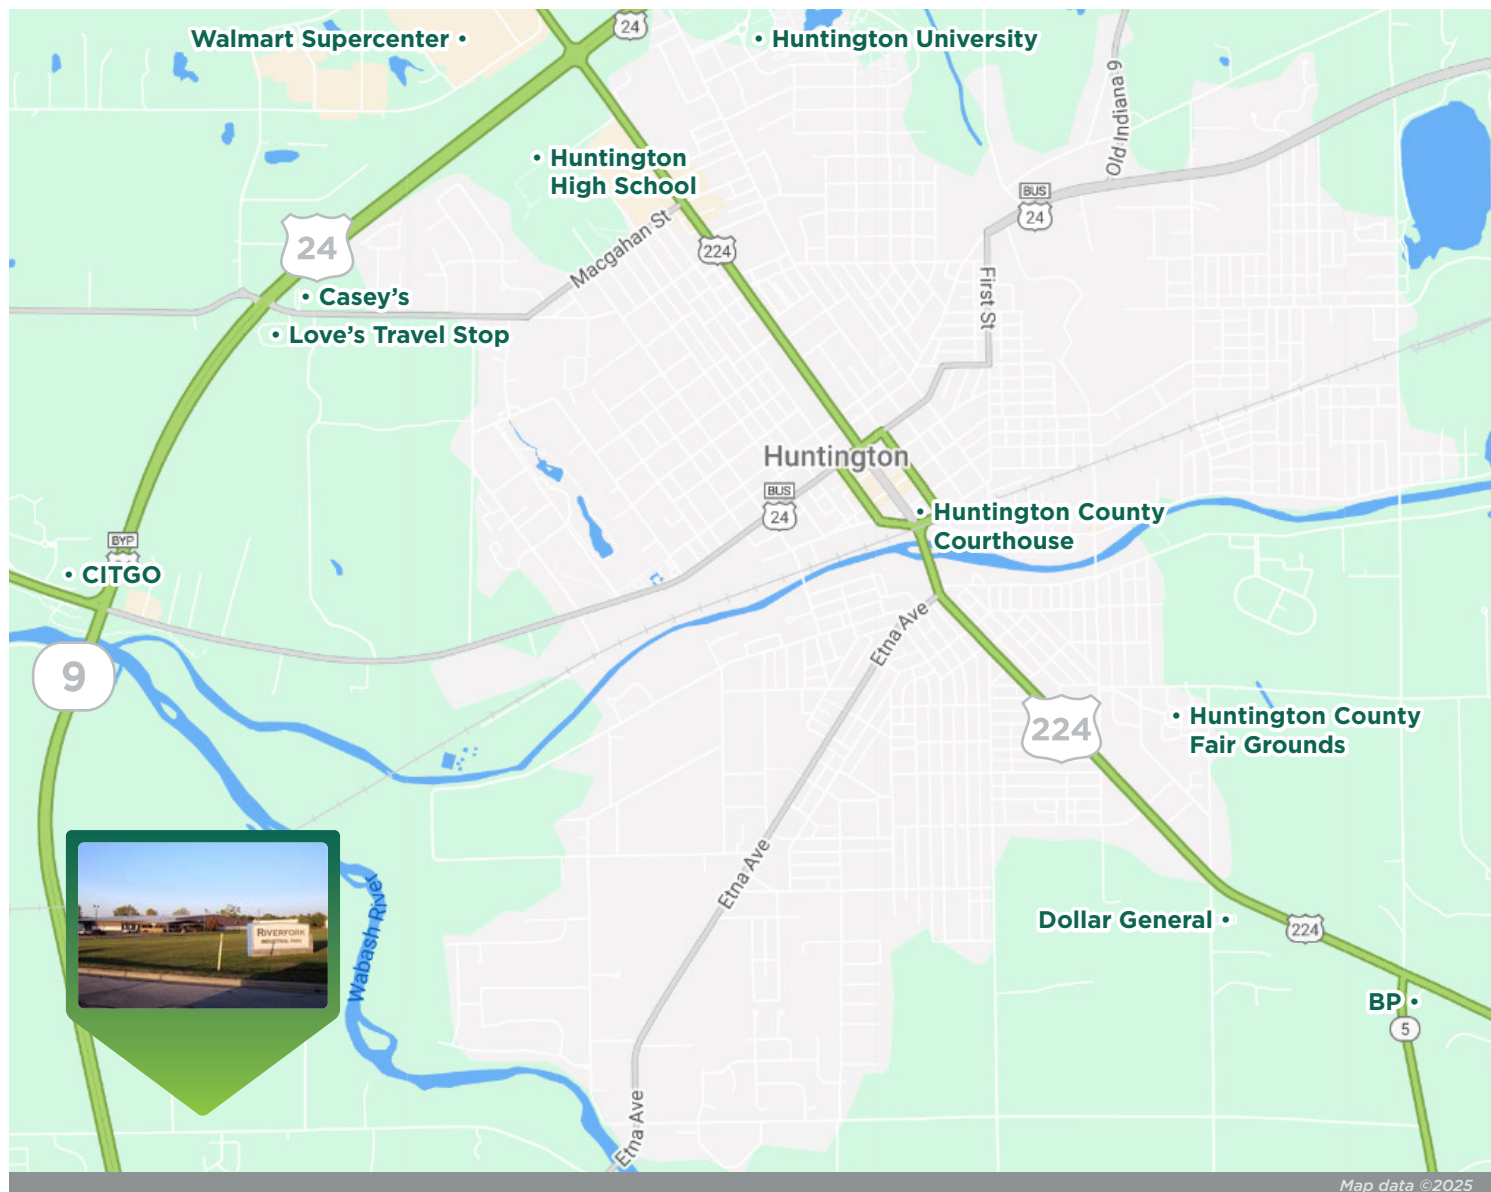 24
Walmart Supercenter •
• Huntington University
Old Indiana 9
• Huntington
High School
BUS
24
Macgahan St
24
224
First St
• Casey's
• Love's Travel Stop
Huntington
BUS
24
• Huntington County
Courthouse
BYP
• CITGO
Etna Ave
9
• Huntington County
Fair Grounds
224
Etna Ave
Wabash River
RIVERFORK
INDUSTRIAL PARK
Dollar General •
224
BP •
5
Etna Ave
Map data ©2025